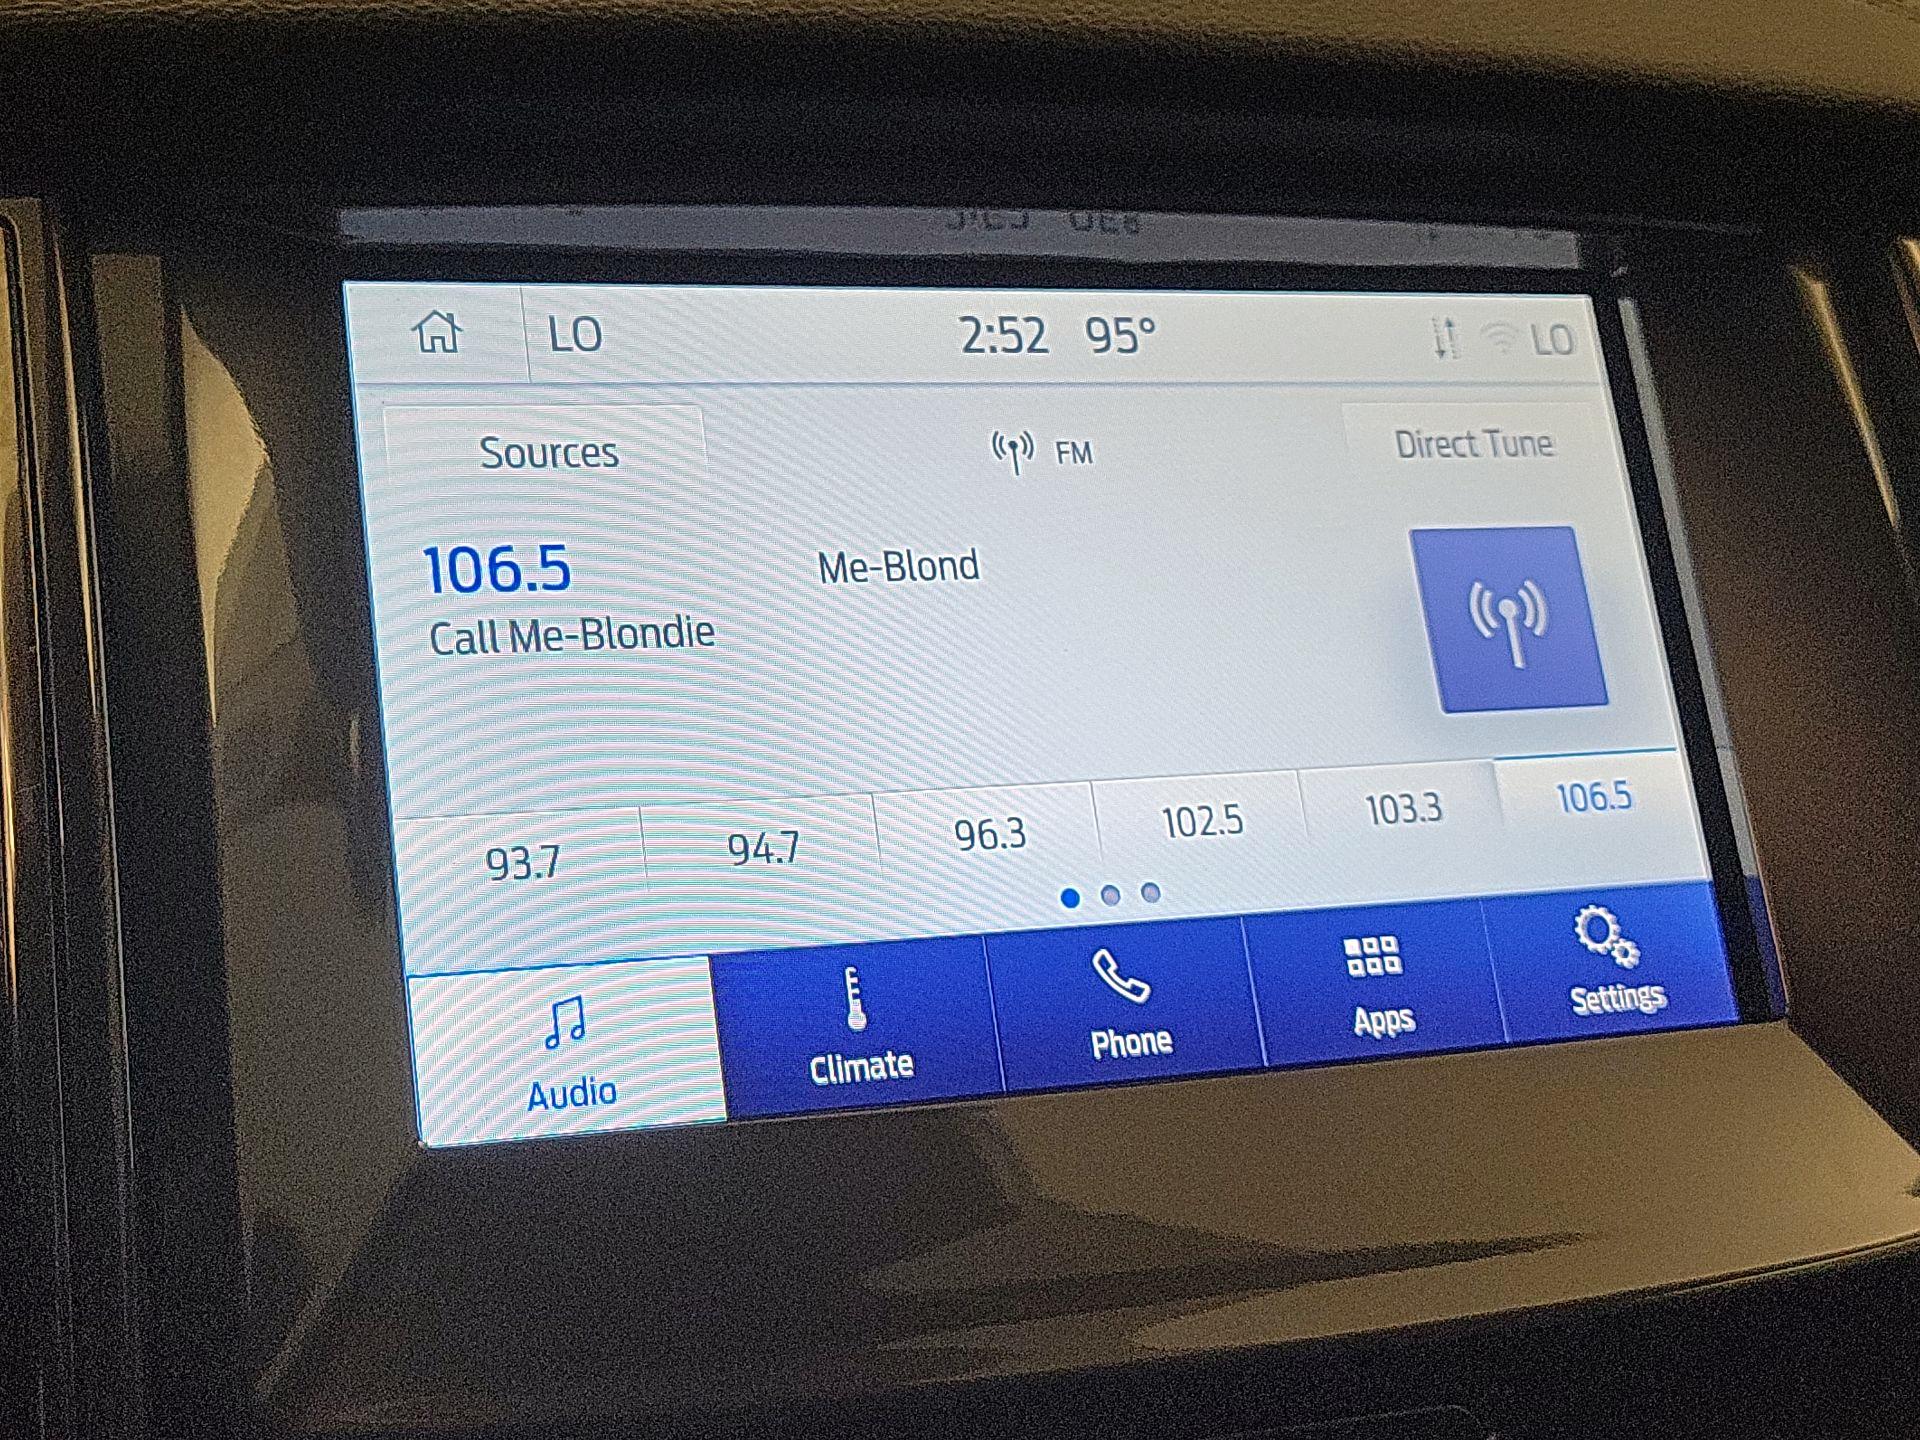 LO 2:52 95° LO
Sources FM Direct Tune
106.5 Me-Blond
Call Me-Blondie
93.7 94.7 96.3 102.5 103.3 106.5
Audio Climate Phone Apps Settings